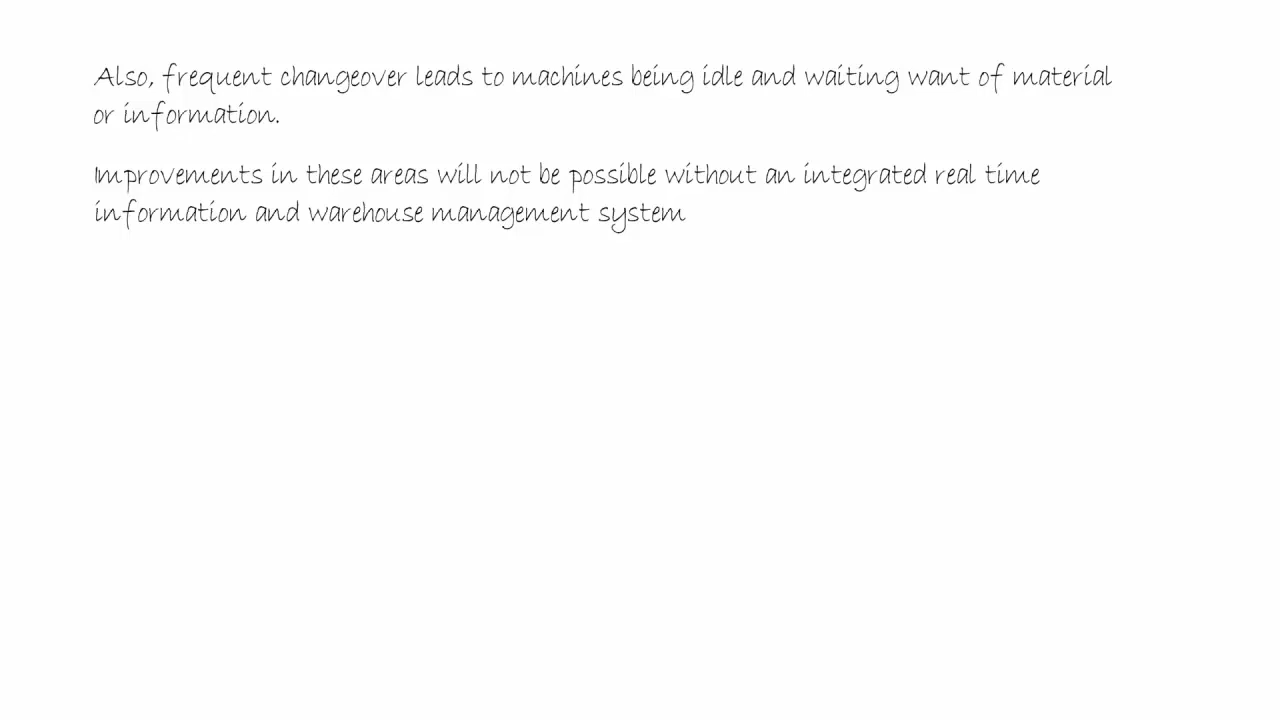 Also, frequent changeover leads to machines being idle and waiting want of material
or information.
Improvements in these areas will not be possible without an integrated real time
information and warehouse management system